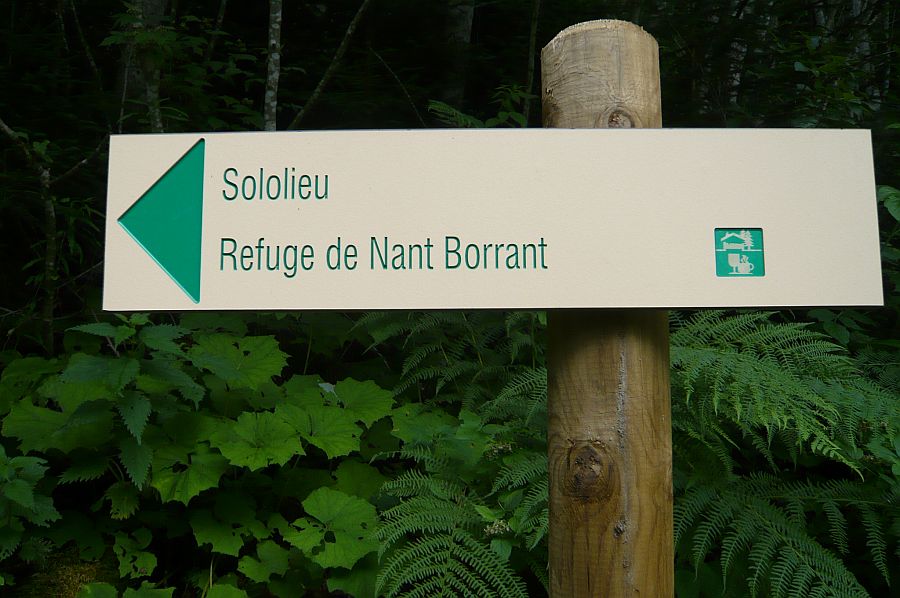 Sololieu
Refuge de Nant Borrant